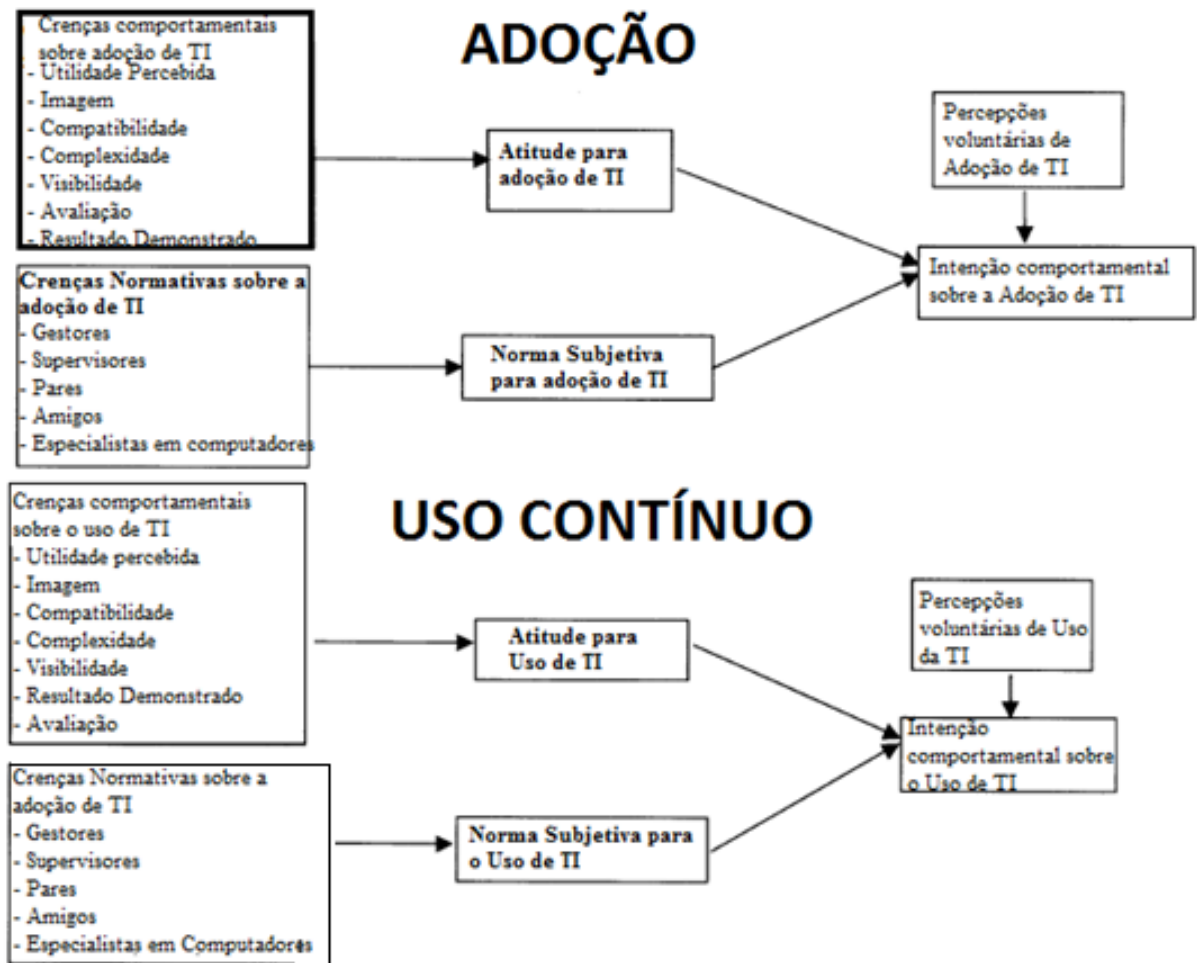 ADOÇÃO
Crenças comportamentais
sobre adoção de TI
- Utilidade Percebida
- Imagem
- Compatibilidade
- Complexidade
- Visibilidade
- Avaliação
- Resultado Demonstrado
Atitude para
adoção de TI
Percepções
voluntárias de
Adoção de TI
Intenção comportamental
sobre a Adoção de TI
Crenças Normativas sobre a
adoção de TI
- Gestores
- Supervisores
- Pares
- Amigos
- Especialistas em computadores
Norma Subjetiva
para adoção de TI
USO CONTÍNUO
Crenças comportamentais
sobre o uso de TI
- Utilidade percebida
- Imagem
- Compatibilidade
- Complexidade
- Visibilidade
- Resultado Demonstrado
- Avaliação
Atitude para
Uso de TI
Percepções
voluntárias de Uso
da TI
Intenção
comportamental sobre
o Uso de TI
Crenças Normativas sobre a
adoção de TI
- Gestores
- Supervisores
- Pares
- Amigos
- Especialistas em Computadores
Norma Subjetiva para
o Uso de TI